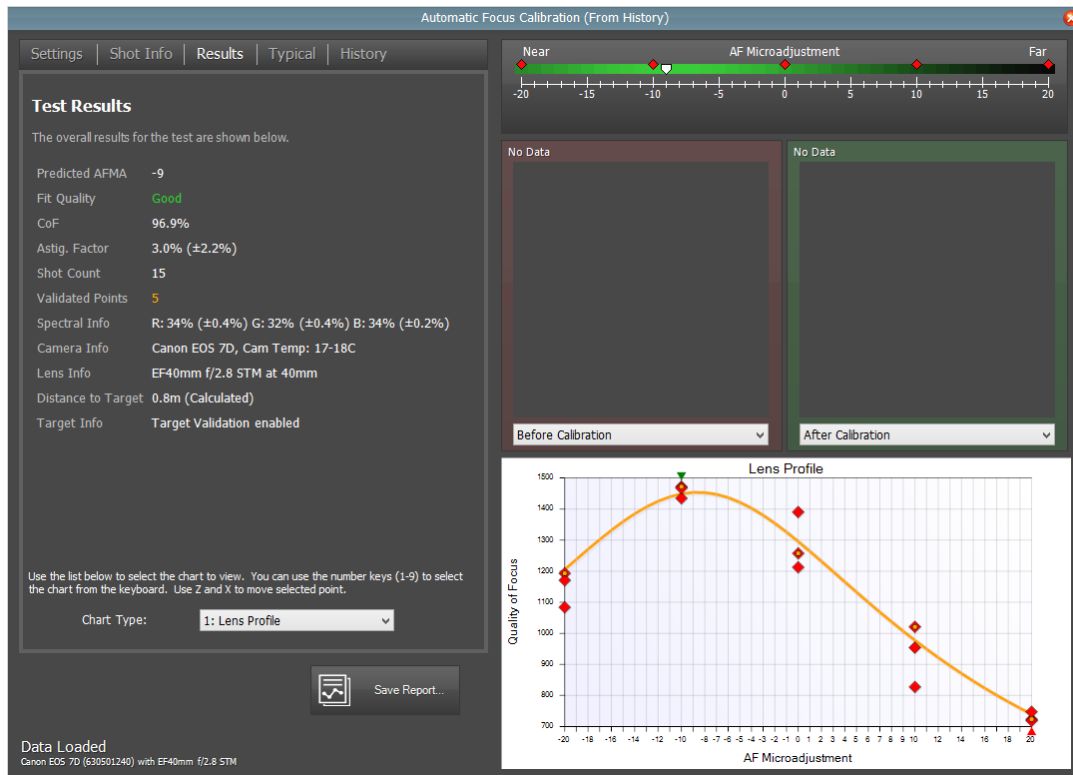 Automatic Focus Calibration (From History)
Settings Shot Info Results Typical History
Test Results
The overall results for the test are shown below.
Predicted AFMA -9
Fit Quality Good
CoF 96.9%
Astig. Factor 3.0% (±2.2%)
Shot Count 15
Validated Points 5
Spectral Info R: 34% (±0.4%) G: 32% (±0.4%) B: 34% (±0.2%)
Camera Info Canon EOS 7D, Cam Temp: 17-18C
Lens Info EF40mm f/2.8 STM at 40mm
Distance to Target 0.8m (Calculated)
Target Info Target Validation enabled
Use the list below to select the chart to view. You can use the number keys (1-9) to select
the chart from the keyboard. Use Z and X to move selected point.
Chart Type: 1: Lens Profile
Save Report...
Data Loaded
Canon EOS 7D (630501240) with EF40mm f/2.8 STM
Near AF Microadjustment Far
-20 -15 -10 -5 0 5 10 15 20
No Data
Before Calibration
No Data
After Calibration
Lens Profile
Quality of Focus
1500
1400
1300
1200
1100
1000
900
800
700
-20 -18 -16 -14 -12 -10 -8 -7 -6 -5 -4 -3 -2 -1 0 1 2 3 4 5 6 7 8 9 10 12 14 16 18 20
AF Microadjustment